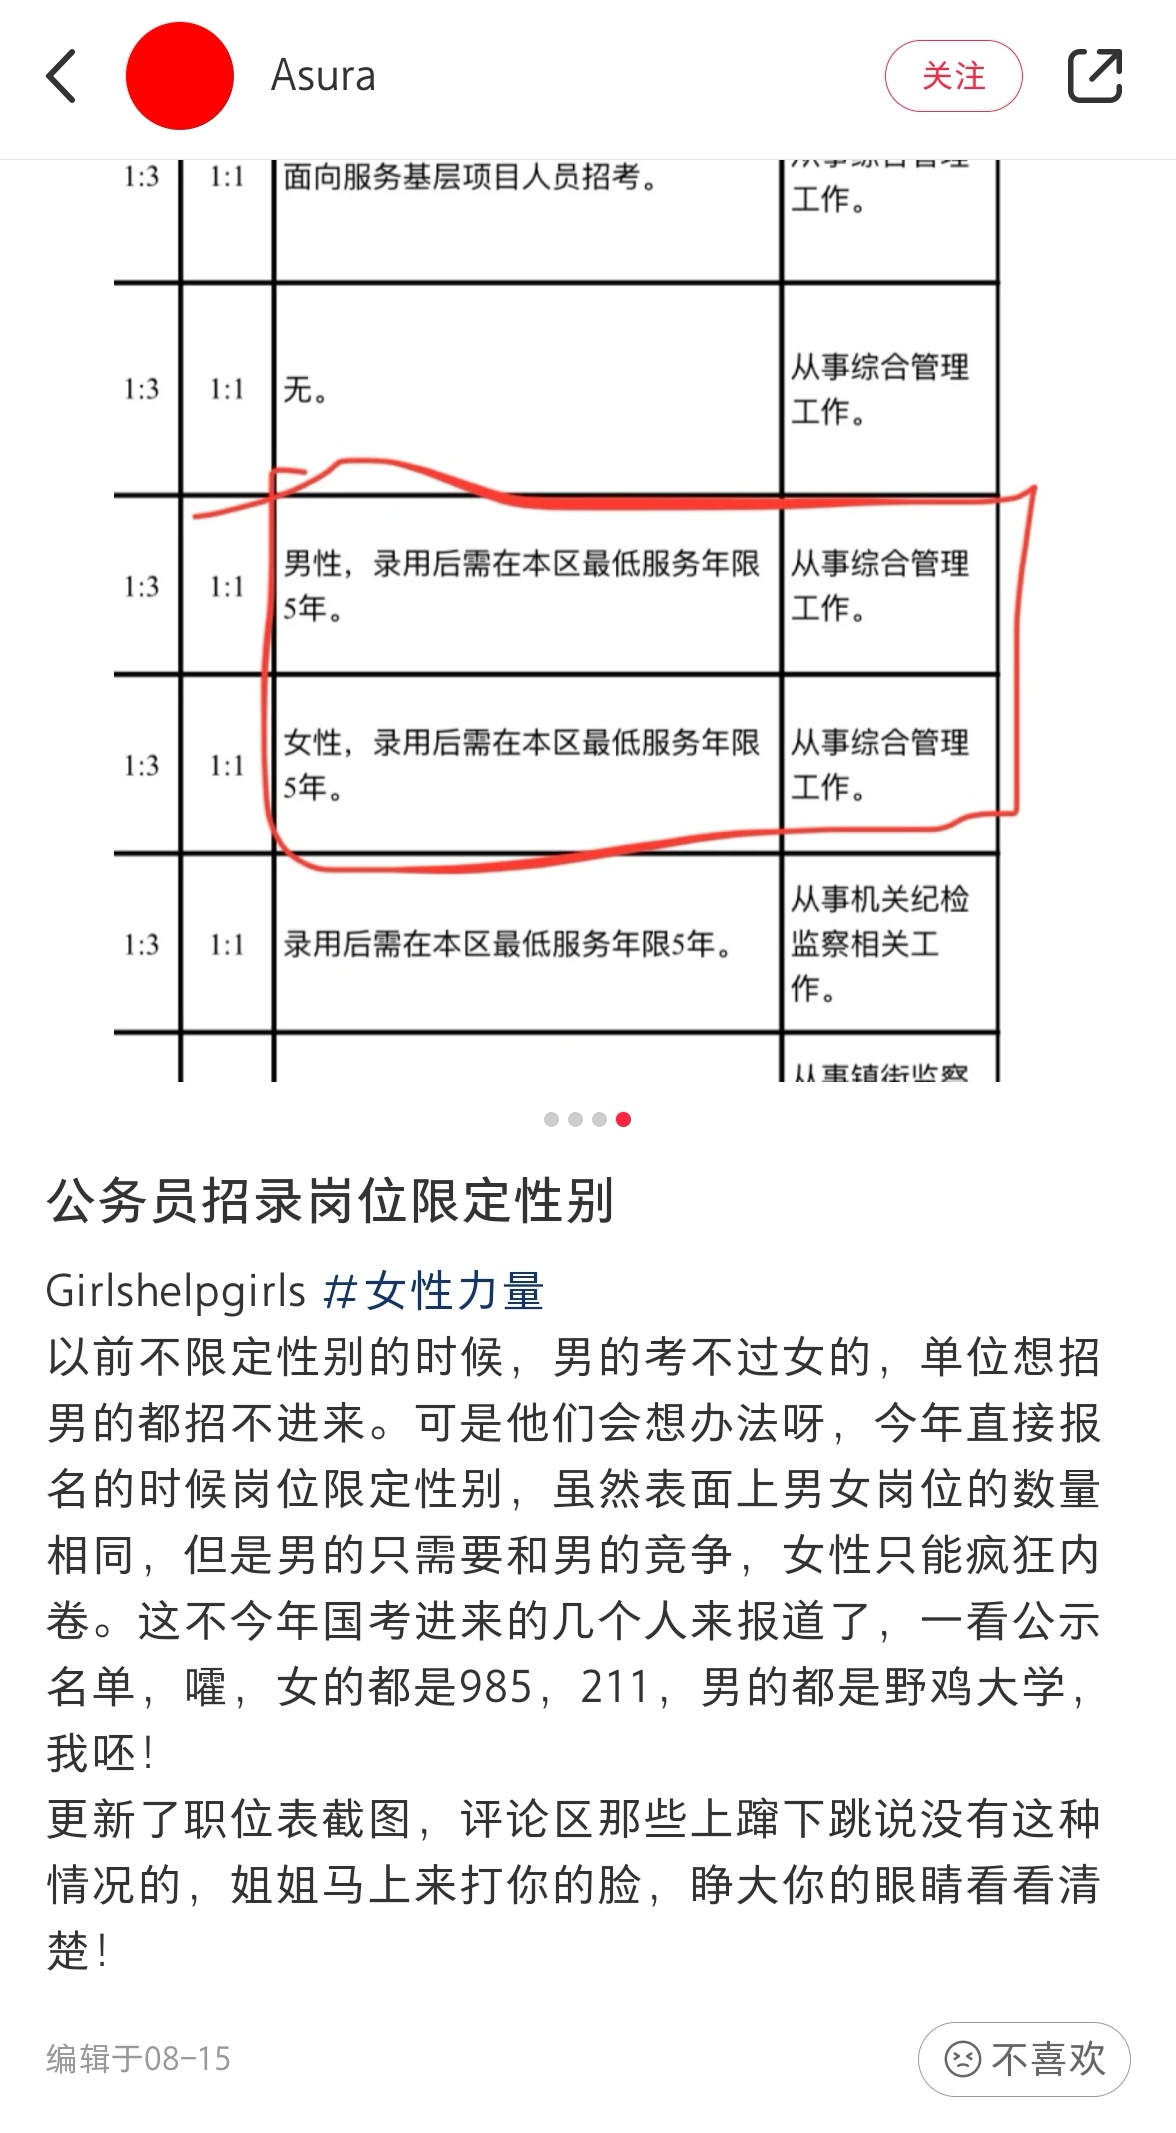 Asura
关注
1:3 1:1 面向服务基层项目人员招考。
工作。
1:3 1:1 无。 从事综合管理
工作。
男性，录用后需在本区最低服务年限 从事综合管理
1:3 1:1
5年。 工作。
女性，录用后需在本区最低服务年限 从事综合管理
1:3 1:1
5年。 工作。
从事机关纪检
1:3 1:1 录用后需在本区最低服务年限5年。 监察相关工
作。
从事镇街监察
公务员招录岗位限定性别
Girlshelpgirls #女性力量
以前不限定性别的时候，男的考不过女的，单位想招
男的都招不进来。可是他们会想办法呀，今年直接报
名的时候岗位限定性别，虽然表面上男女岗位的数量
相同，但是男的只需要和男的竞争，女性只能疯狂内
卷。这不今年国考进来的几个人来报道了，一看公示
名单，嚯，女的都是985，211，男的都是野鸡大学，
我呸！
更新了职位表截图，评论区那些上蹿下跳说没有这种
情况的，姐姐马上来打你的脸，睁大你的眼睛看看清
楚！
编辑于08-15
不喜欢